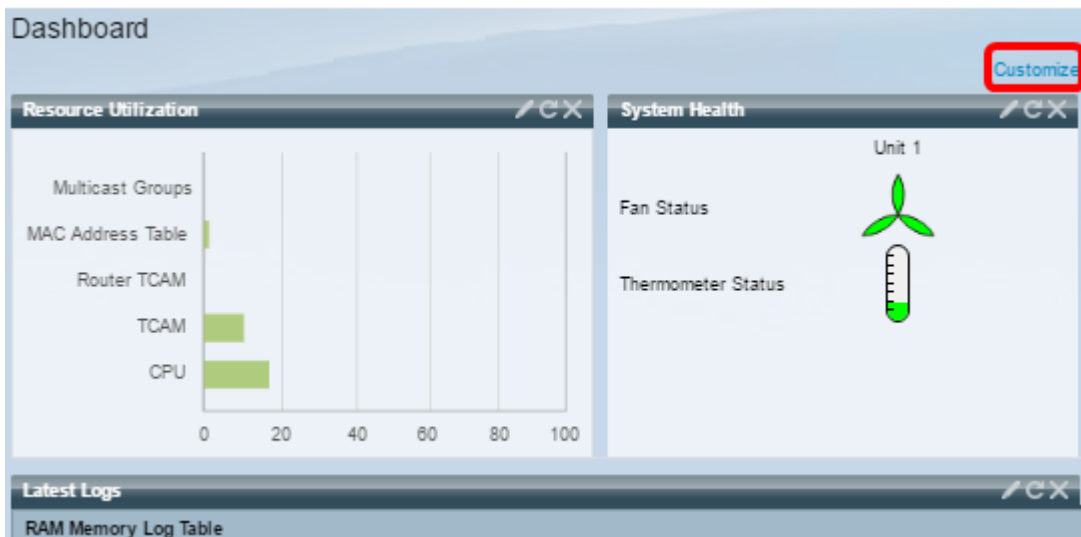 Dashboard
Customize
Resource Utilization
Multicast Groups
MAC Address Table
Router TCAM
TCAM
CPU
0 20 40 60 80 100
System Health
Unit 1
Fan Status
Thermometer Status
Latest Logs
RAM Memory Log Table